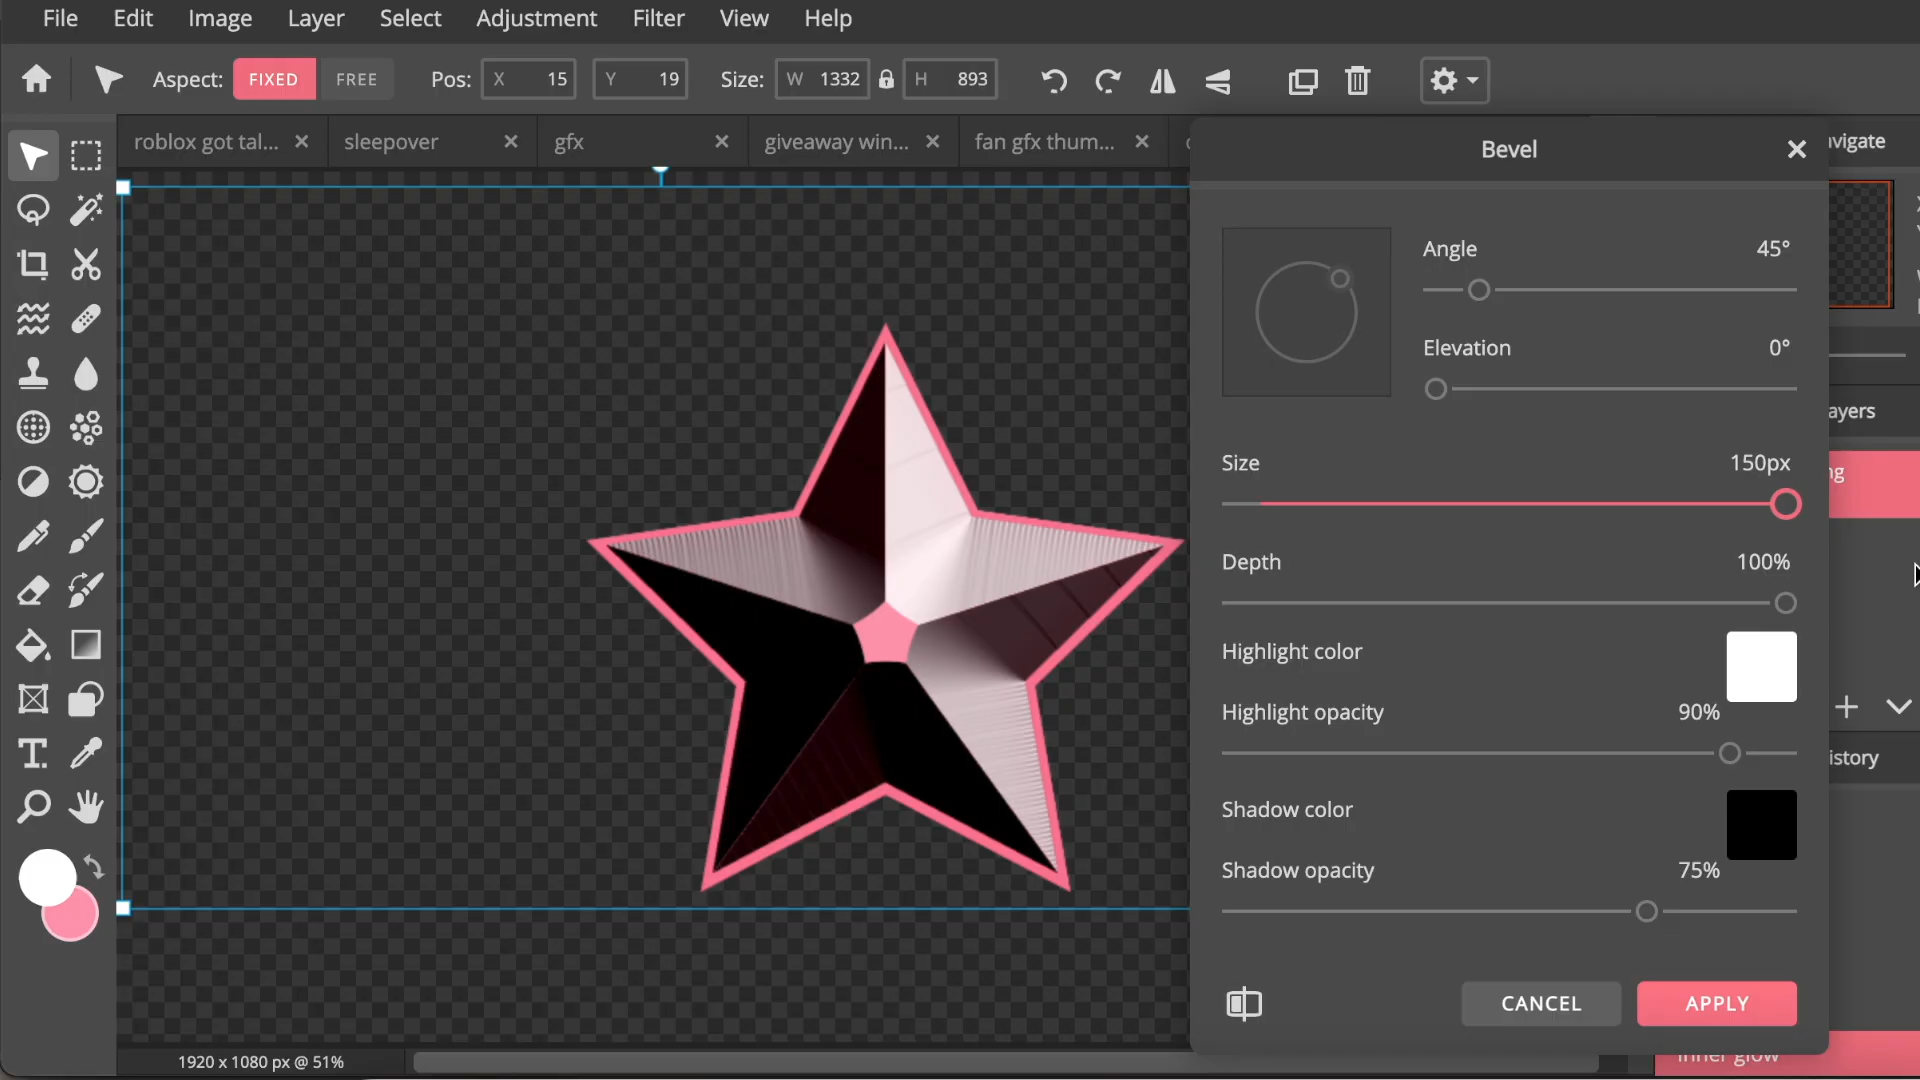 File Edit Image Layer Select Adjustment Filter View Help
Aspect: FIXED FREE Pos: X 15 Y 19 Size: W 1332 H 893
roblox got tal... sleepover gfx giveaway win... fan gfx thum...
Bevel
Angle 45°
Elevation 0°
Size 150px
Depth 100%
Highlight color
Highlight opacity 90%
Shadow color
Shadow opacity 75%
CANCEL APPLY
vigate
ayers
istory
1920 x 1080 px @ 51%
Inner glow